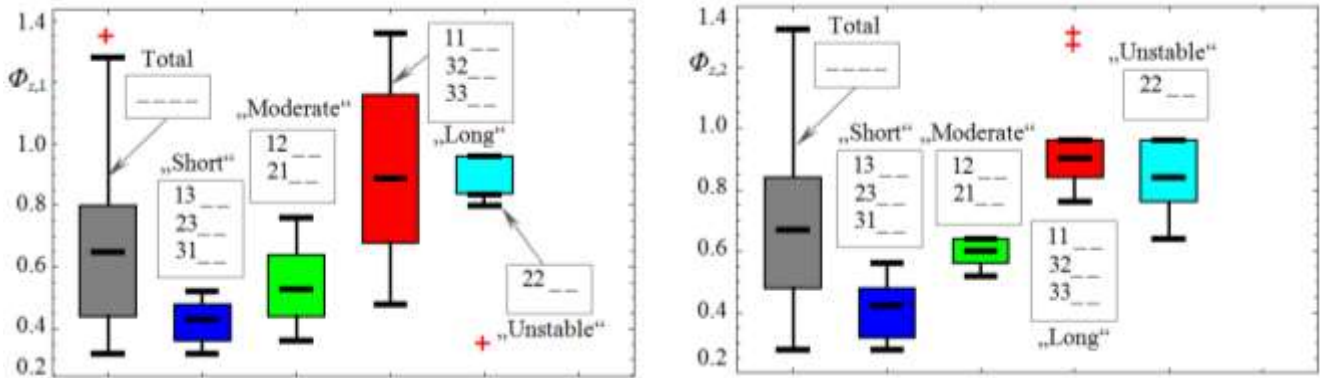 1.4
Φz,1
1.0
0.8
0.6
0.4
0.2
Total
_ _ _ _
„Short“
13_ _
23_ _
31_ _
„Moderate“
12_ _
21_ _
11_ _
32_ _
33_ _
„Long“
22_ _
„Unstable“
1.4
Φz,2
1.0
0.8
0.6
0.4
0.2
Total
_ _ _ _
„Short“
13_ _
23_ _
31_ _
„Moderate“
12_ _
21_ _
11_ _
32_ _
33_ _
„Long“
„Unstable“
22_ _